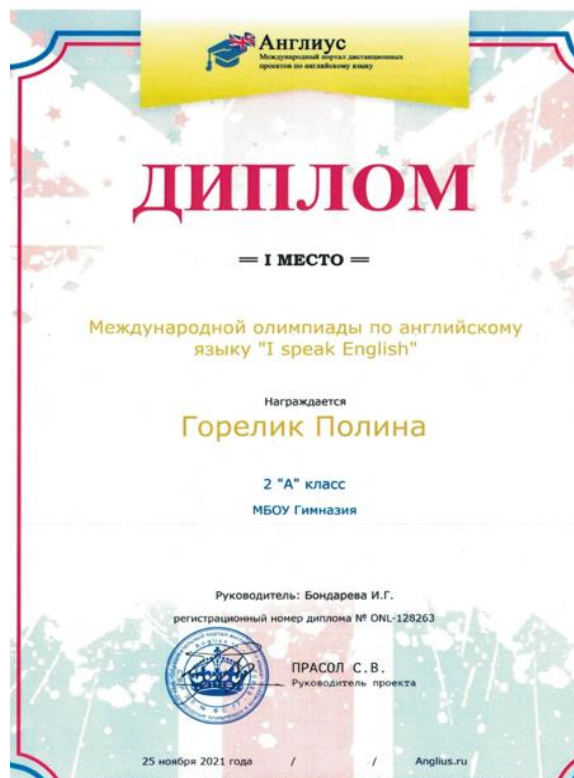 Англиус
Международный портал дистанционных
проектов по английскому языку
ДИПЛОМ
= I МЕСТО =
Международной олимпиады по английскому
языку "I speak English"
Награждается
Горелик Полина
2 "А" класс
МБОУ Гимназия
Руководитель: Бондарева И.Г.
регистрационный номер диплома № ONL-128263
ПРАСОЛ С.В.
Руководитель проекта
25 ноября 2021 года / / Anglius.ru